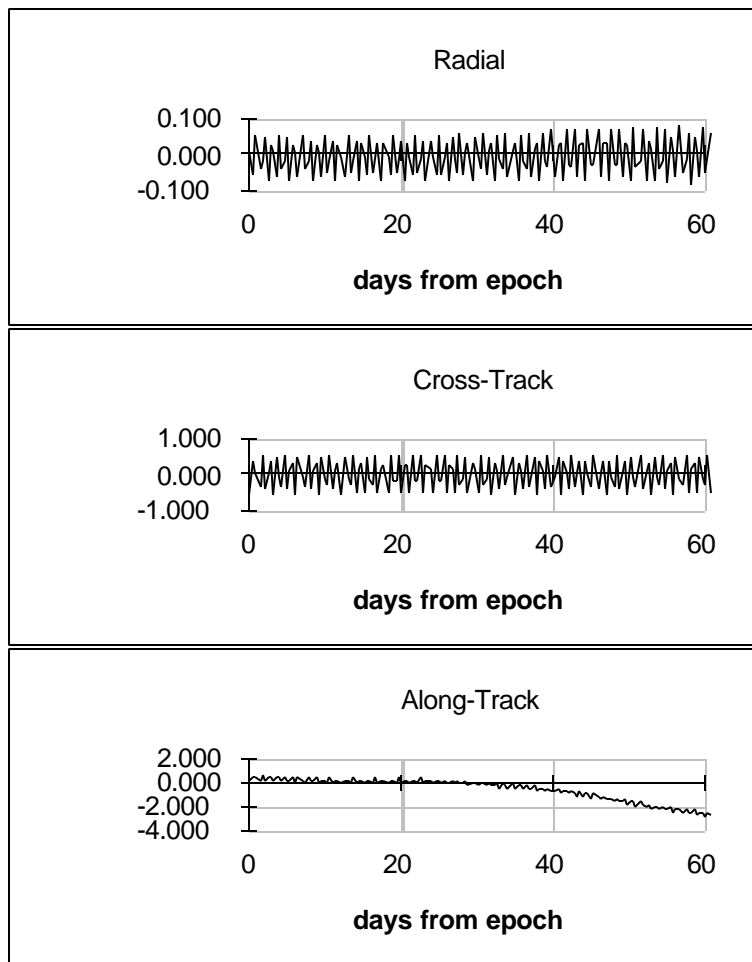 Radial
0.100
0.000
-0.100
0 20 40 60
days from epoch
Cross-Track
1.000
0.000
-1.000
0 20 40 60
days from epoch
Along-Track
2.000
0.000
-2.000
-4.000
0 20 40 60
days from epoch